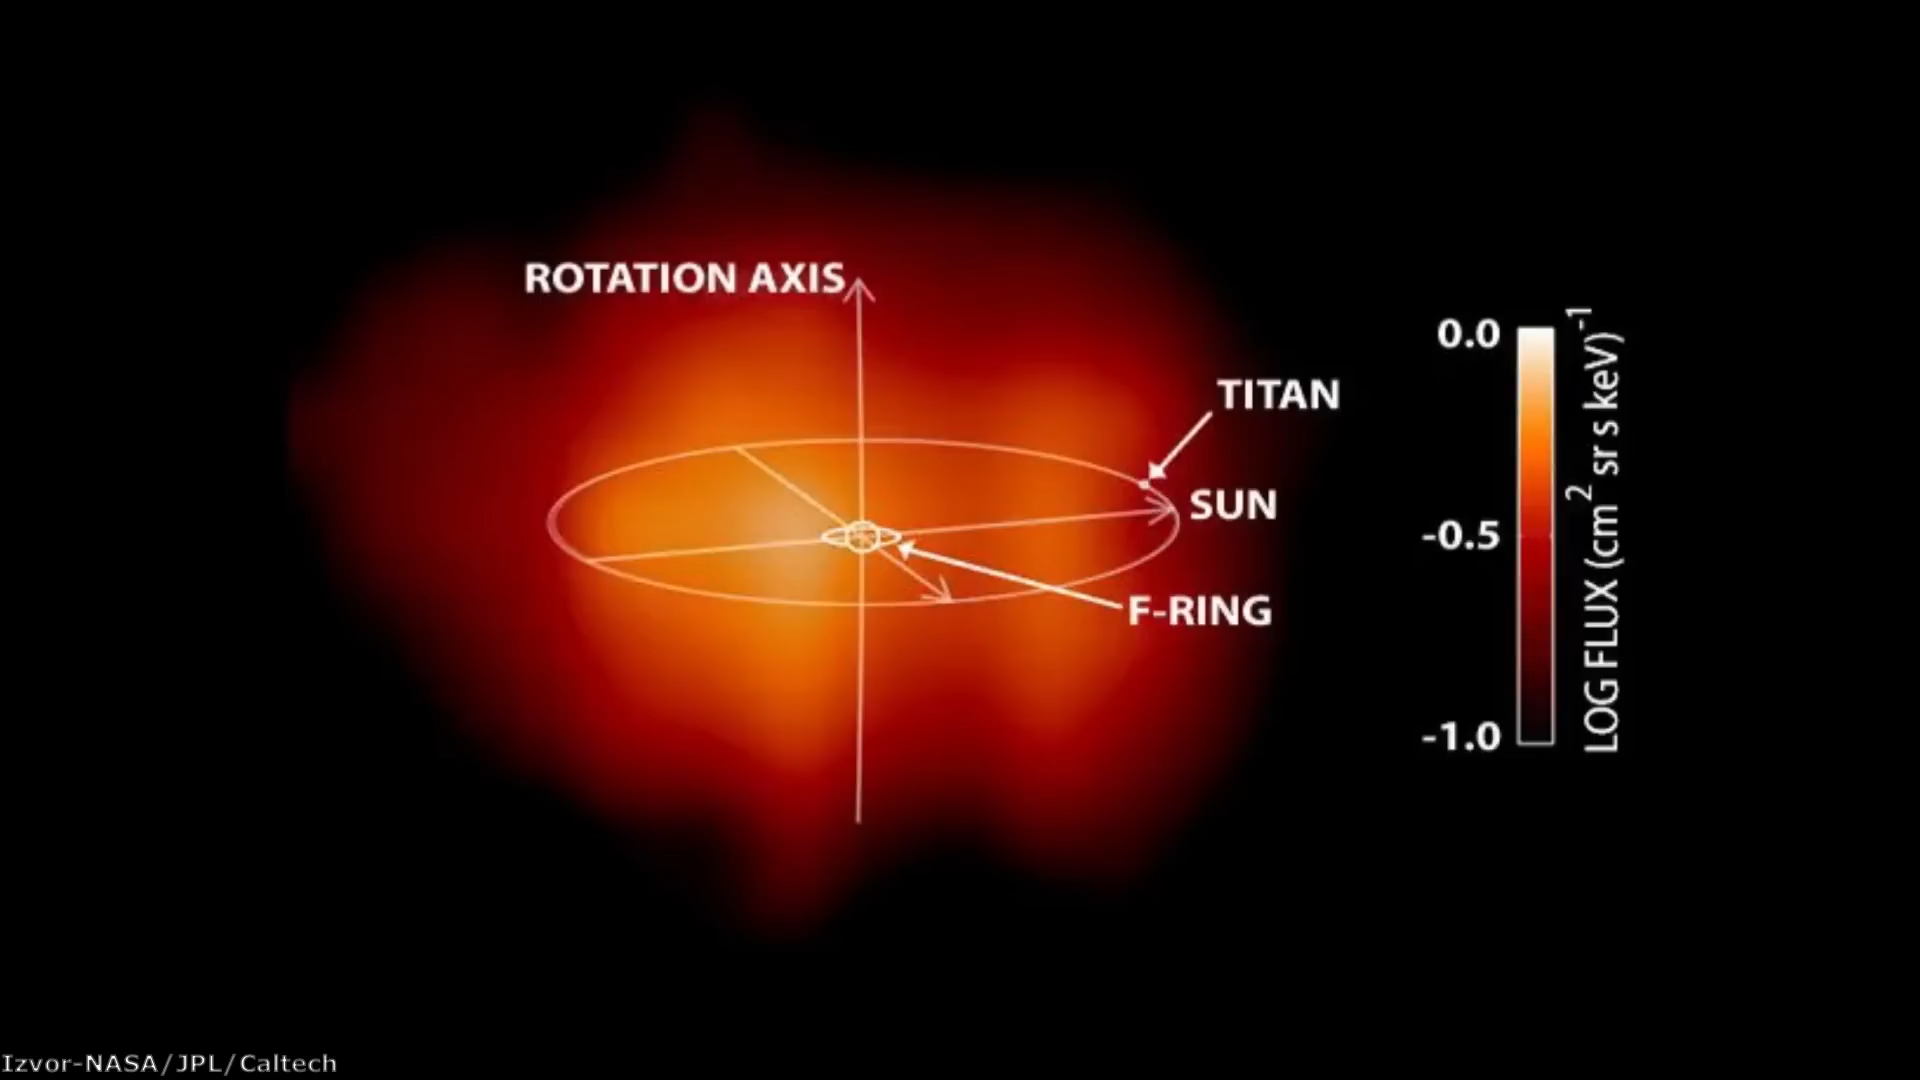 ROTATION AXIS
TITAN
SUN
F-RING
0.0
-0.5
-1.0
LOG FLUX (cm² sr s keV)⁻¹
Izvor-NASA/JPL/Caltech